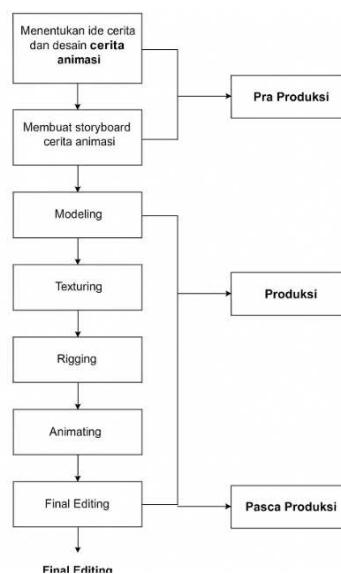 Menentukan ide cerita
dan desain cerita
animasi
Pra Produksi
Membuat storyboard
cerita animasi
Modeling
Texturing
Produksi
Rigging
Animating
Final Editing
Pasca Produksi
Final Editing